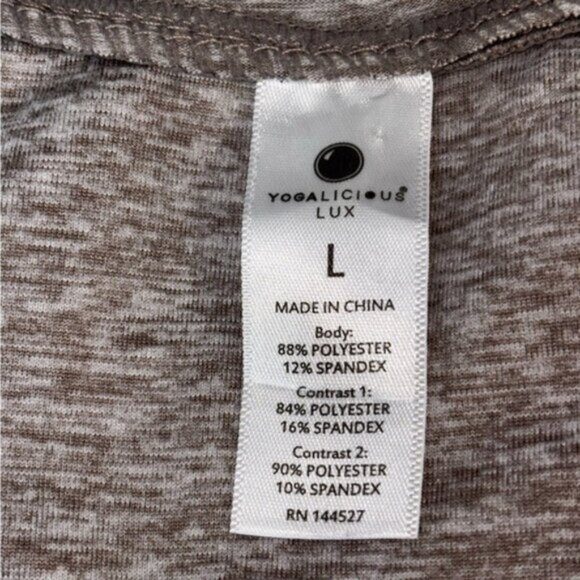 YOGALICIOUS®
LUX
L
MADE IN CHINA
Body:
88% POLYESTER
12% SPANDEX
Contrast 1:
84% POLYESTER
16% SPANDEX
Contrast 2:
90% POLYESTER
10% SPANDEX
RN 144527